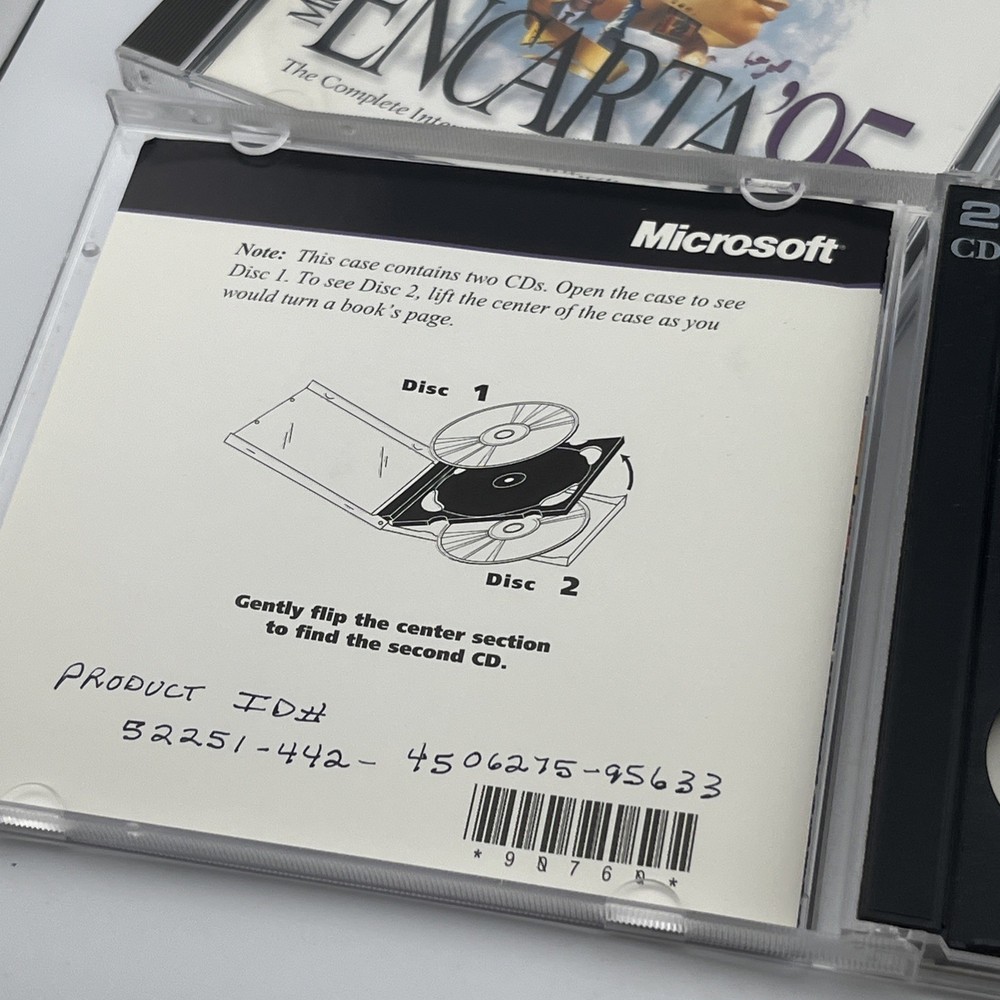 ENCARTA'95
The Complete
Microsoft
2
CD
Note: This case contains two CDs. Open the case to see
Disc 1. To see Disc 2, lift the center of the case as you
would turn a book's page.
Disc 1
Disc 2
Gently flip the center section
to find the second CD.
PRODUCT ID#
52251-442- 4506275-95633
*90760*